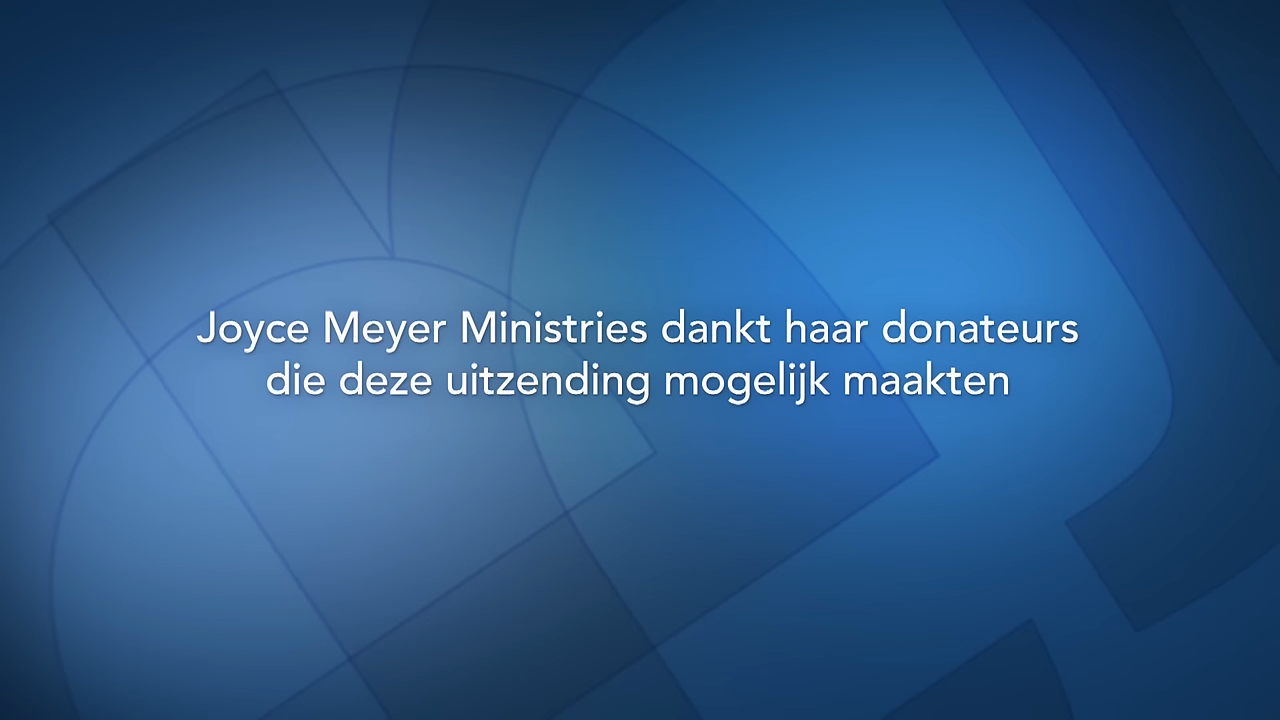 Joyce Meyer Ministries dankt haar donateurs
die deze uitzending mogelijk maakten